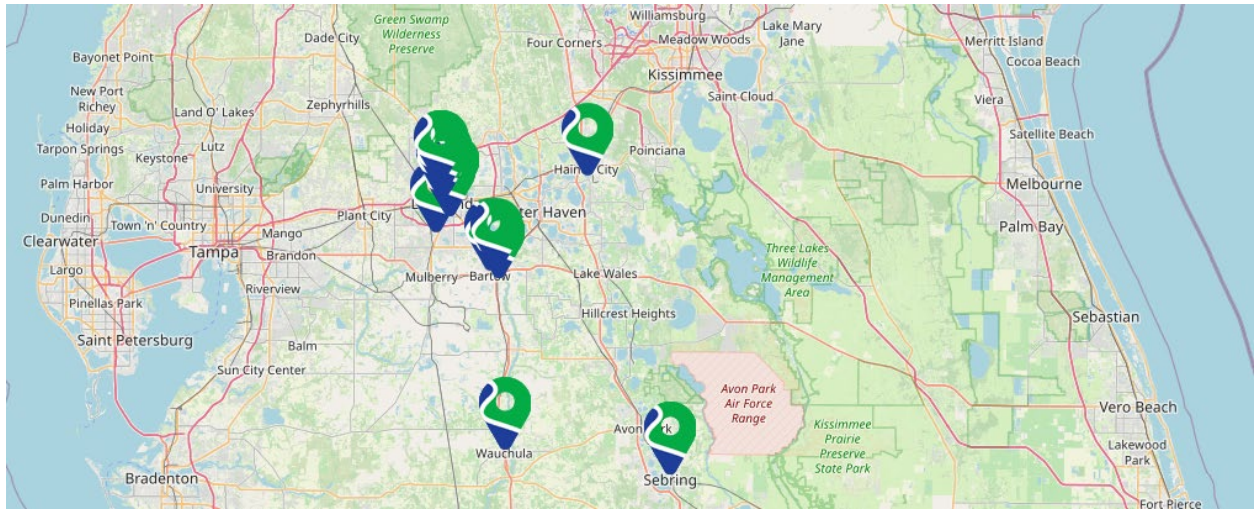 Williamsburg
Lake Mary
Jane
Green Swamp
Wilderness
Preserve
Dade City
Four Corners
Meadow Woods
Merritt Island
Bayonet Point
Cocoa Beach
Kissimmee
New Port
Richey
Zephyrhills
Saint Cloud
Viera
Land O' Lakes
Holiday
Satellite Beach
Tarpon Springs
Lutz
Keystone
Poinciana
Palm Harbor
University
Melbourne
Dunedin
Town 'n' Country
Plant City
Haven
Palm Bay
Mango
Clearwater
Tampa
Brandon
Three Lakes
Wildlife
Management
Area
Largo
Mulberry
Bartow
Lake Wales
Riverview
Pinellas Park
Hillcrest Heights
Sebastian
Saint Petersburg
Balm
Sun City Center
Avon Park
Air Force
Range
Vero Beach
Kissimmee
Prairie
Preserve
State Park
Lakewood
Park
Wauchula
Bradenton
Sebring
Fort Pierce